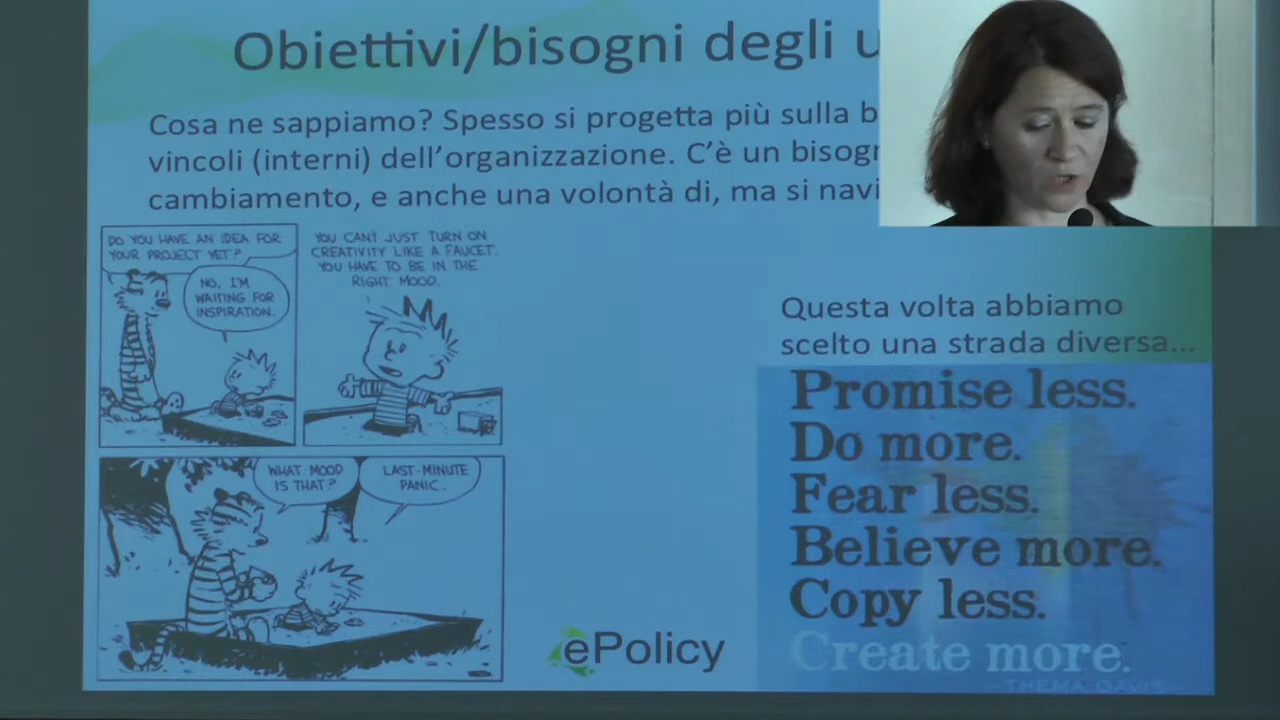 Obiettivi/bisogni degli u
Cosa ne sappiamo? Spesso si progetta più sulla b
vincoli (interni) dell'organizzazione. C'è un bisogn
cambiamento, e anche una volontà di, ma si navi
DO YOU HAVE AN IDEA FOR
YOUR PROJECT YET?
NO, I'M
WAITING FOR
INSPIRATION.
YOU CAN'T JUST TURN ON
CREATIVITY LIKE A FAUCET.
YOU HAVE TO BE IN THE
RIGHT MOOD.
WHAT MOOD
IS THAT?
LAST-MINUTE
PANIC.
Questa volta abbiamo
scelto una strada diversa...
Promise less.
Do more.
Fear less.
Believe more.
Copy less.
Create more.
- THEMA DAVIS -
ePolicy